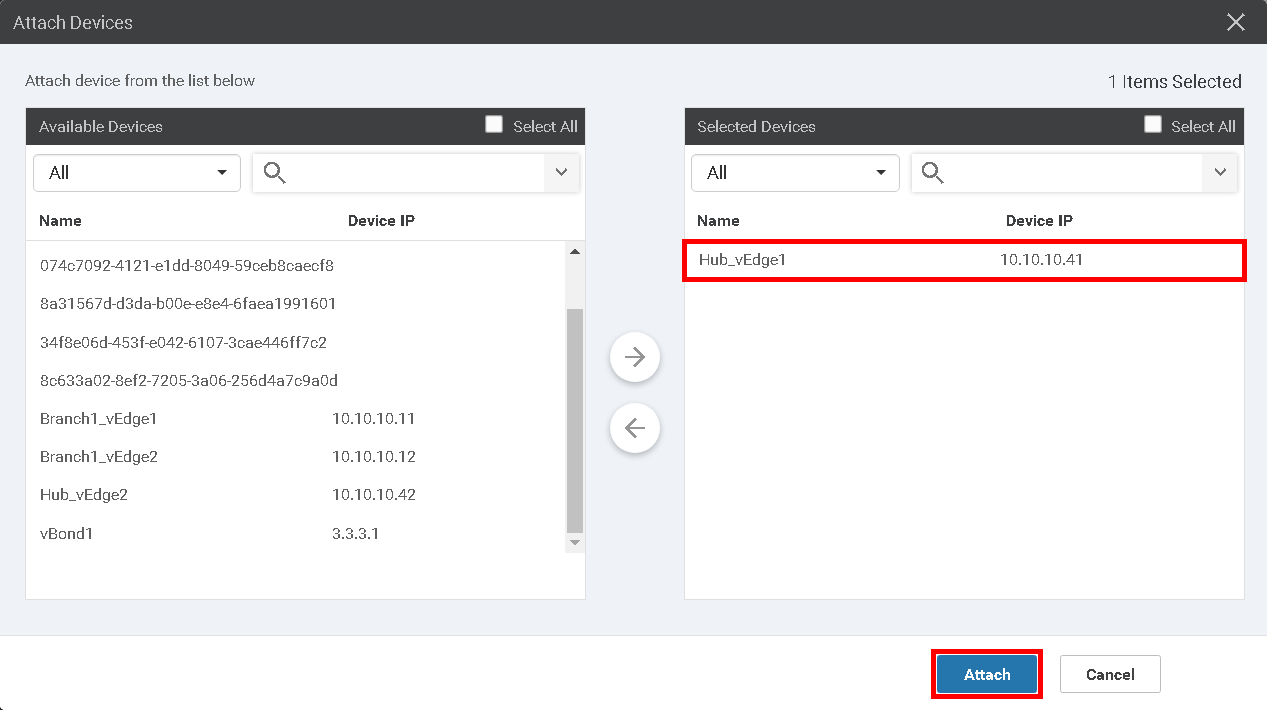 Attach Devices
Attach device from the list below
1 Items Selected
Available Devices
Select All
All
Name Device IP
074c7092-4121-e1dd-8049-59ceb8caecf8
8a31567d-d3da-b00e-e8e4-6faea1991601
34f8e06d-453f-e042-6107-3cae446ff7c2
8c633a02-8ef2-7205-3a06-256d4a7c9a0d
Branch1_vEdge1 10.10.10.11
Branch1_vEdge2 10.10.10.12
Hub_vEdge2 10.10.10.42
vBond1 3.3.3.1
Selected Devices
Select All
All
Name Device IP
Hub_vEdge1 10.10.10.41
Attach
Cancel